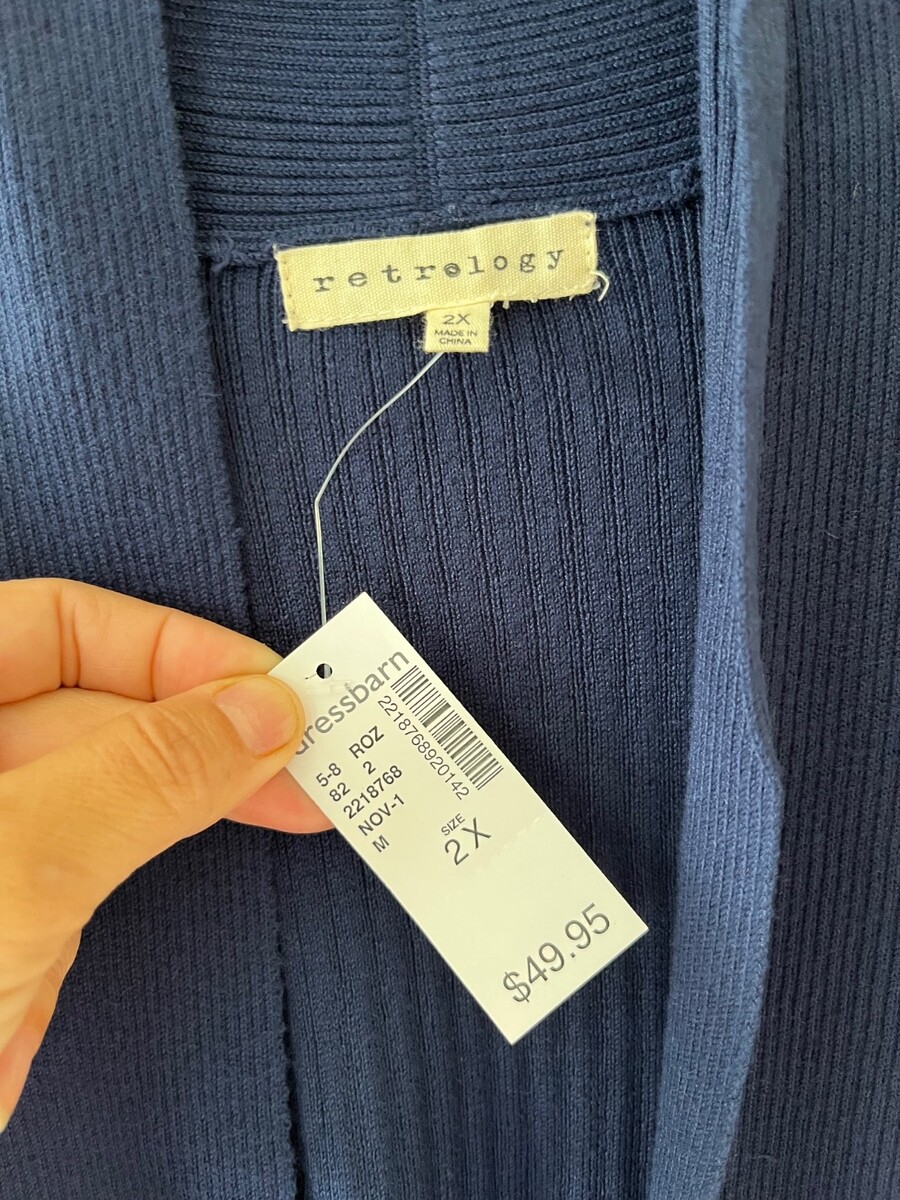 retrology
2X
MADE IN
CHINA
dressbarn
5-8 ROZ
82 2
2218768
NOV-1
M
2218768920142
SIZE
2X
$49.95